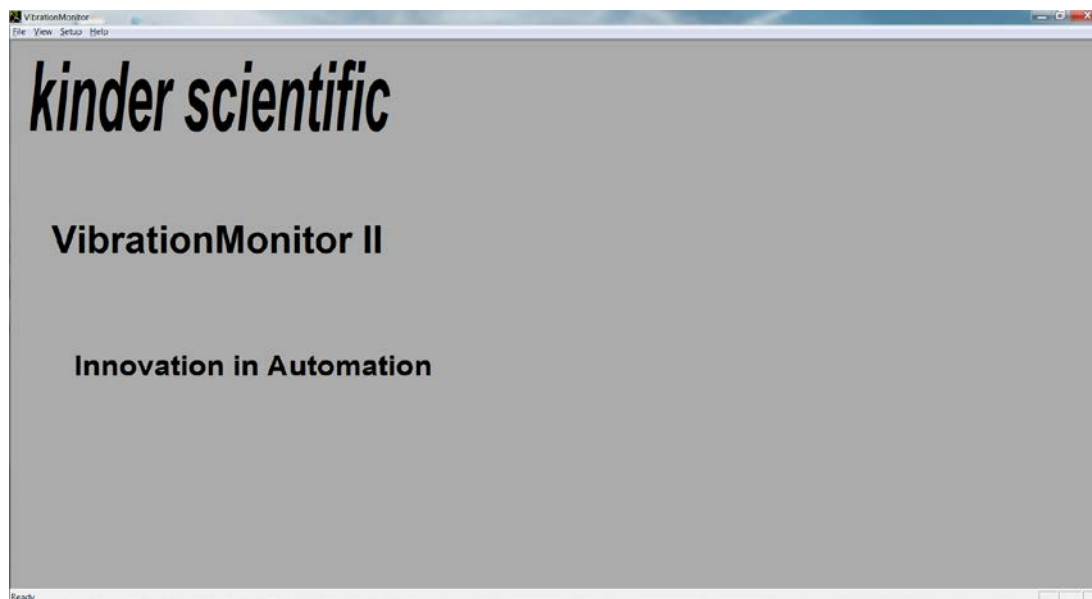 VibrationMonitor
File View Setup Help
kinder scientific
VibrationMonitor II
Innovation in Automation
Ready